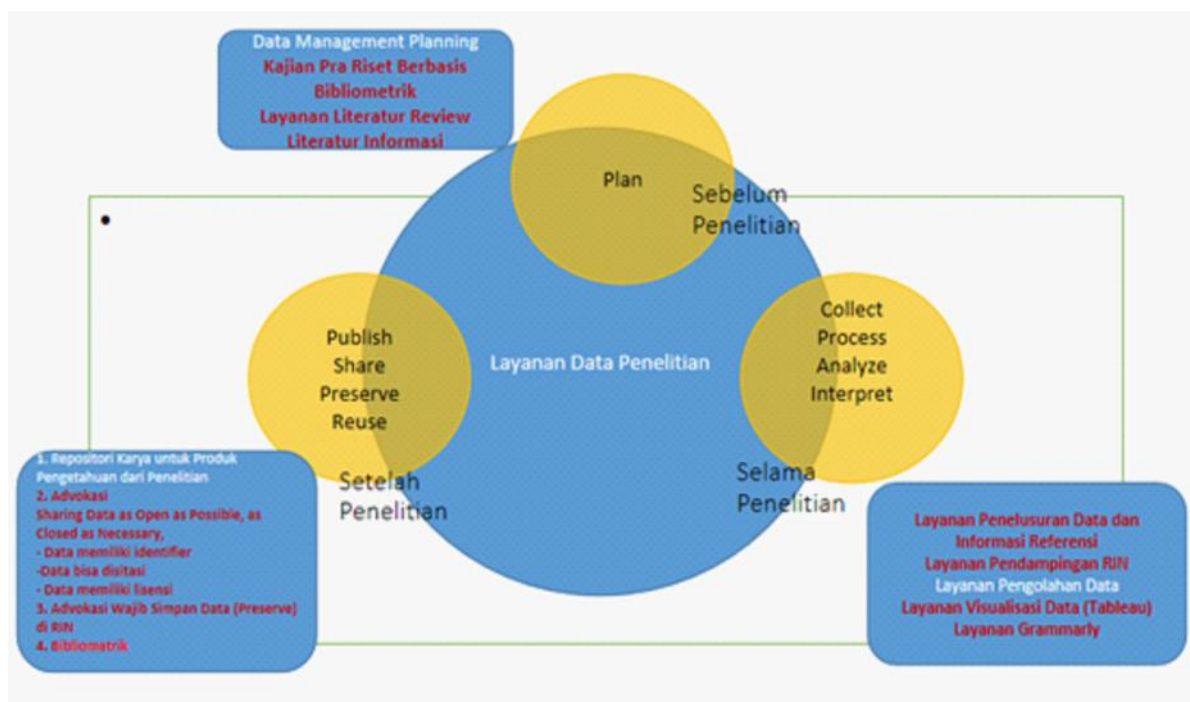 Data Management Planning
Kajian Pra Riset Berbasis
Bibliometrik
Layanan Literatur Review
Literatur Informasi
Plan
Sebelum
Penelitian
•
Collect
Process
Analyze
Interpret
Publish
Share
Preserve
Reuse
Layanan Data Penelitian
Selama
Penelitian
Setelah
Penelitian
1. Repositori Karya untuk Produk
Pengetahuan dari Penelitian
2. Advokasi
Sharing Data as Open as Possible, as
Closed as Necessary,
- Data memiliki identifier
-Data bisa disitasi
- Data memiliki lisensi
3. Advokasi Wajib Simpan Data (Preserve)
di RIN
4. Bibliomatrik
Layanan Penelusuran Data dan
Informasi Referensi
Layanan Pendampingan RIN
Layanan Pengolahan Data
Layanan Visualisasi Data (Tableau)
Layanan Grammarly